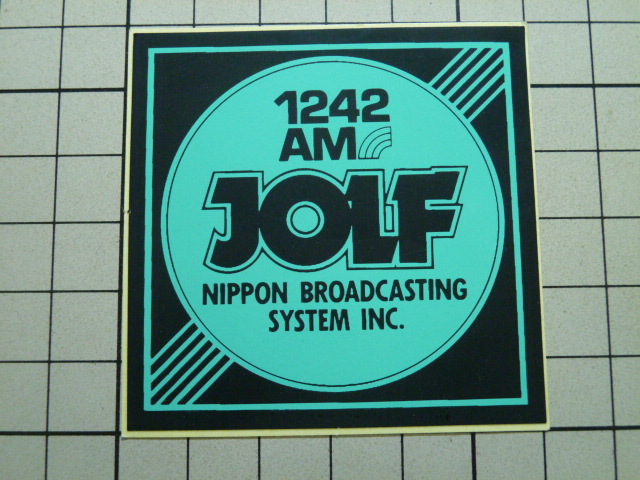 1242
AM
JOLF
NIPPON BROADCASTING
SYSTEM INC.